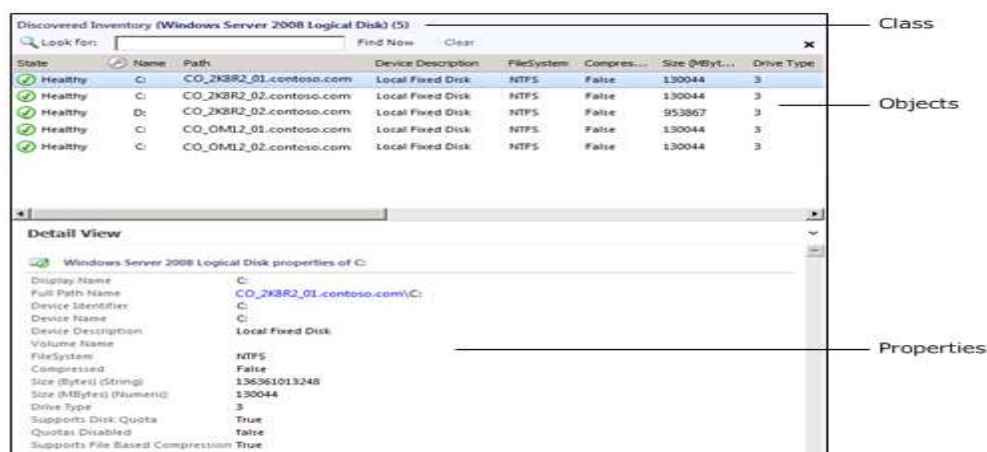 Discovered Inventory (Windows Server 2008 Logical Disk) (5)
Class
Look for: Find Now Clear
State Name Path Device Description FileSystem Compres... Size (MByt... Drive Type
Healthy C: CO_2K8R2_01.contoso.com Local Fixed Disk NTFS False 130044 3
Healthy C: CO_2K8R2_02.contoso.com Local Fixed Disk NTFS False 130044 3
Objects
Healthy D: CO_2K8R2_02.contoso.com Local Fixed Disk NTFS False 953867 3
Healthy C: CO_OM12_01.contoso.com Local Fixed Disk NTFS False 130044 3
Healthy C: CO_OM12_02.contoso.com Local Fixed Disk NTFS False 130044 3
Detail View
Windows Server 2008 Logical Disk properties of C:
Display Name C:
Full Path Name CO_2K8R2_01.contoso.com\C:
Device Identifier C:
Device Name C:
Device Description Local Fixed Disk
Volume Name
Properties
FileSystem NTFS
Compressed False
Size (Bytes) (String) 136361013248
Size (MBytes) (Numeric) 130044
Drive Type 3
Supports Disk Quota True
Quotas Disabled false
Supports File Based Compression True